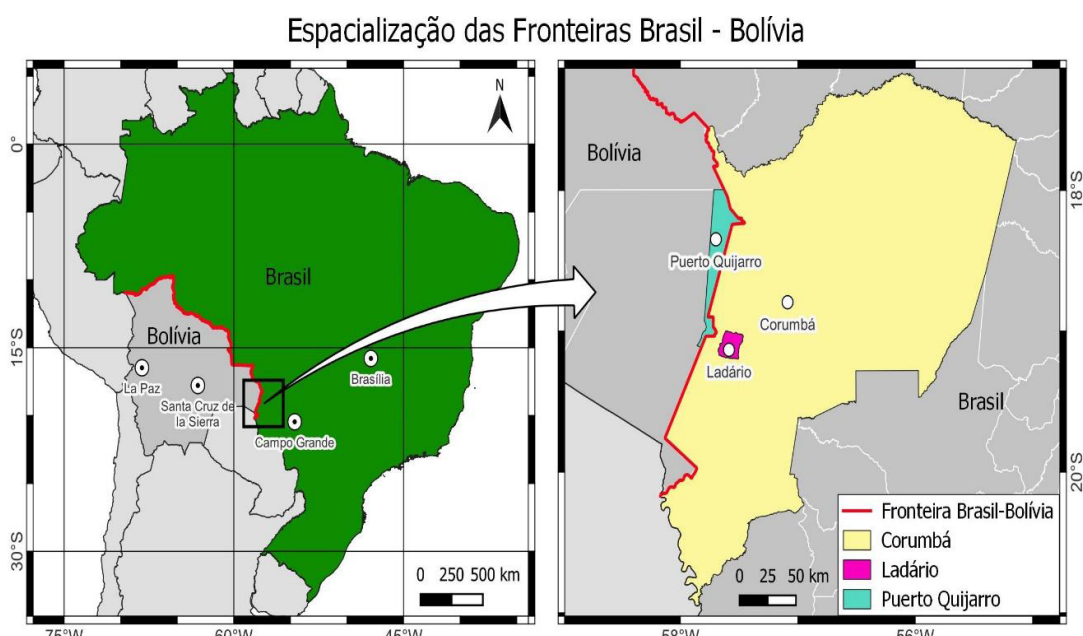 Espacialização das Fronteiras Brasil - Bolívia
N
0°
15°S
30°S
Brasil
Bolívia
La Paz
Santa Cruz de
la Sierra
Brasília
Campo Grande
0 250 500 km
75°W
60°W
45°W
Bolívia
Puerto Quijarro
Corumbá
Ladário
Brasil
18°S
20°S
0 25 50 km
Fronteira Brasil-Bolívia
Corumbá
Ladário
Puerto Quijarro
58°W
56°W